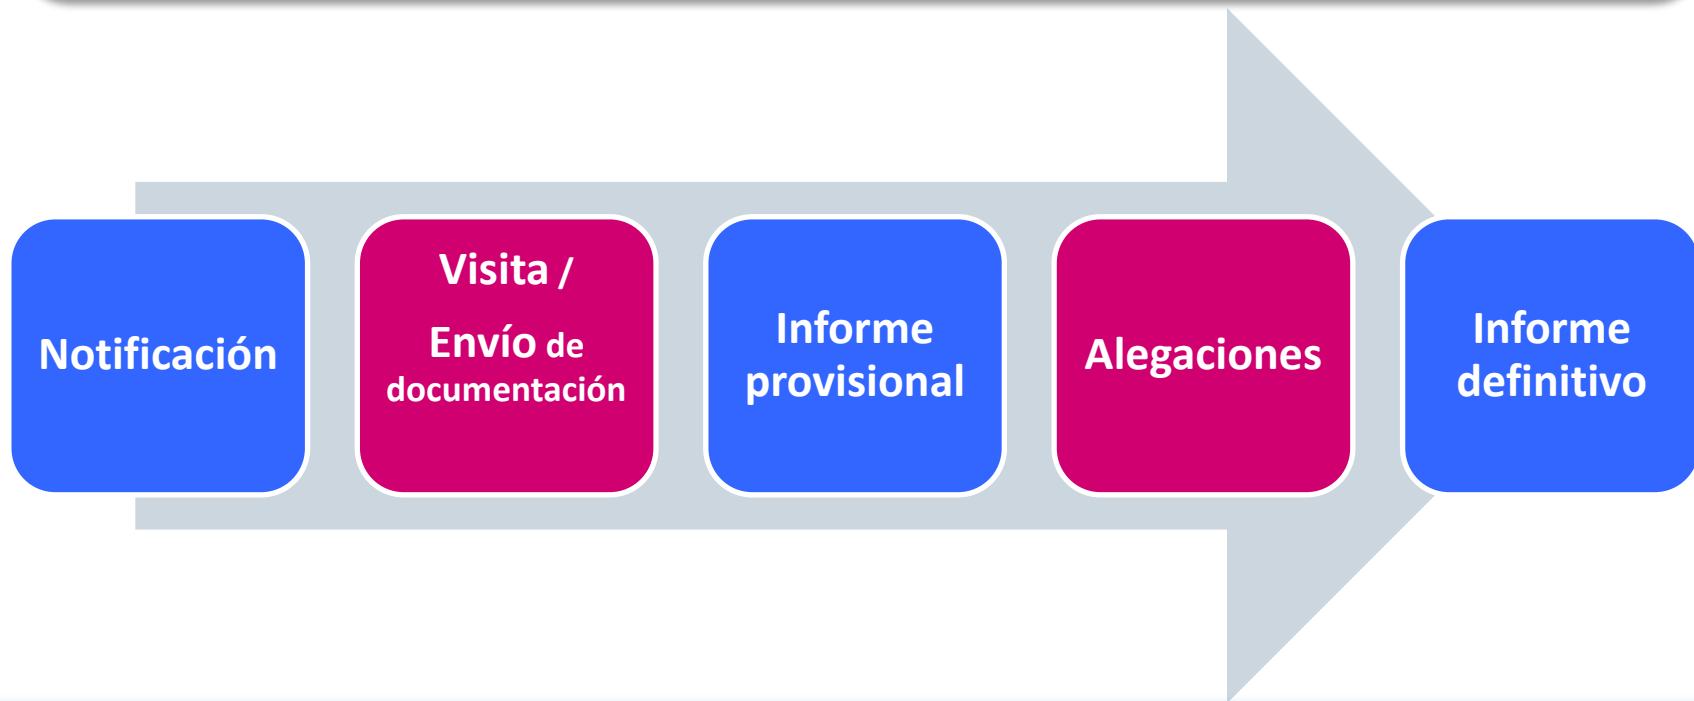 Notificación
Visita /
Envío de
documentación
Informe
provisional
Alegaciones
Informe
definitivo